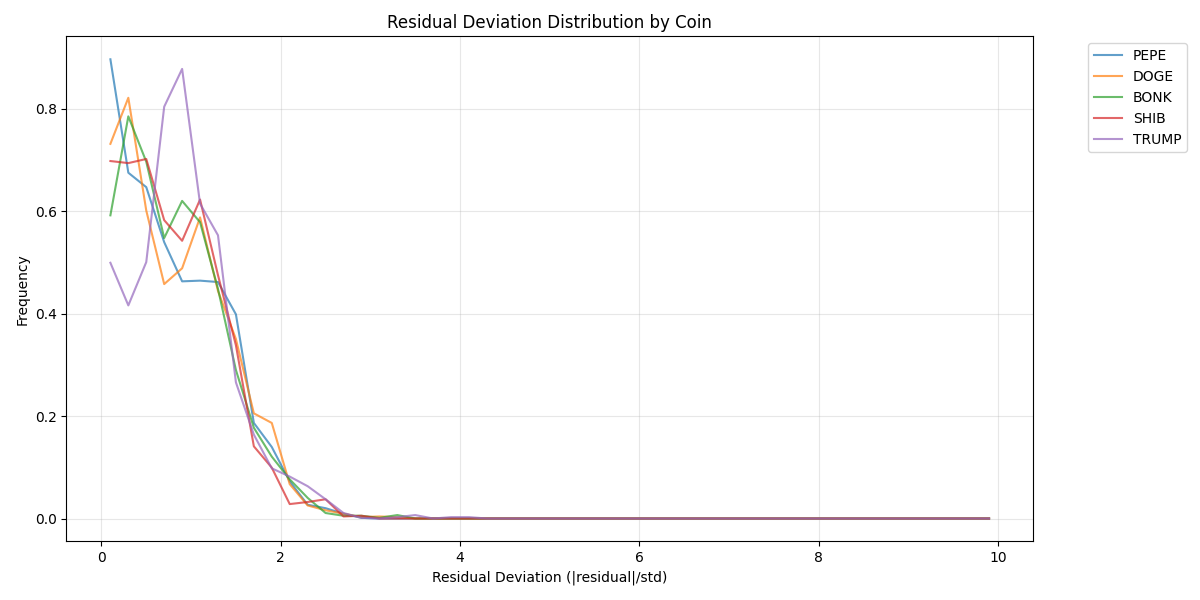 Residual Deviation Distribution by Coin
PEPE
DOGE
BONK
SHIB
TRUMP
Frequency
0.8
0.6
0.4
0.2
0.0
0 2 4 6 8 10
Residual Deviation (|residual|/std)